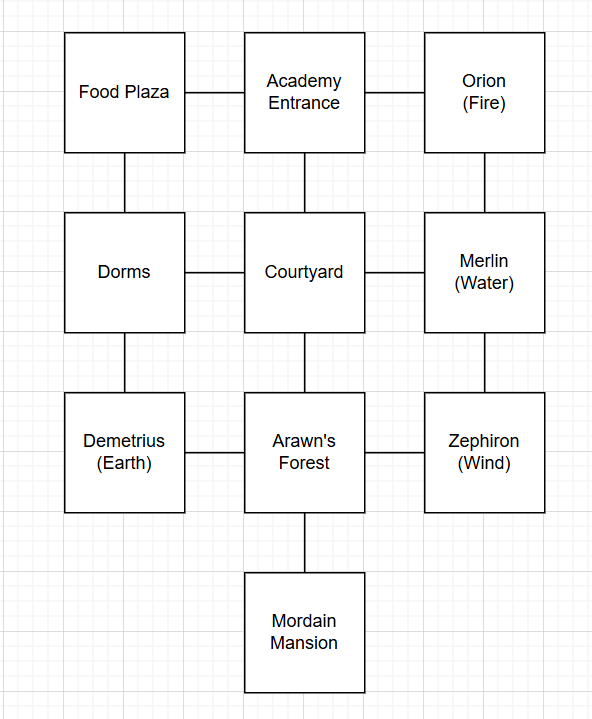 Food Plaza
Academy
Entrance
Orion
(Fire)
Dorms
Courtyard
Merlin
(Water)
Demetrius
(Earth)
Arawn's
Forest
Zephiron
(Wind)
Mordain
Mansion